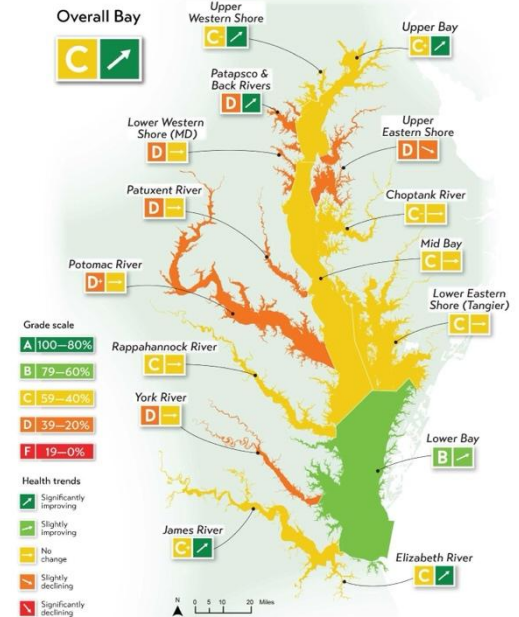 Overall Bay
C
Upper
Western Shore
C-
Upper Bay
C+
Patapsco &
Back Rivers
D
Lower Western
Shore (MD)
D
Upper
Eastern Shore
D
Patuxent River
D
Choptank River
C-
Mid Bay
C
Potomac River
D+
Lower Eastern
Shore (Tangier)
C
Grade scale
A 100—80%
B 79—60%
C 59—40%
D 39—20%
F 19—0%
Rappahannock River
C
York River
D
Lower Bay
B
Health trends
Significantly
improving
Slightly
improving
No
change
Slightly
declining
Significantly
declining
James River
C+
Elizabeth River
C
N
0 5 10 20 Miles